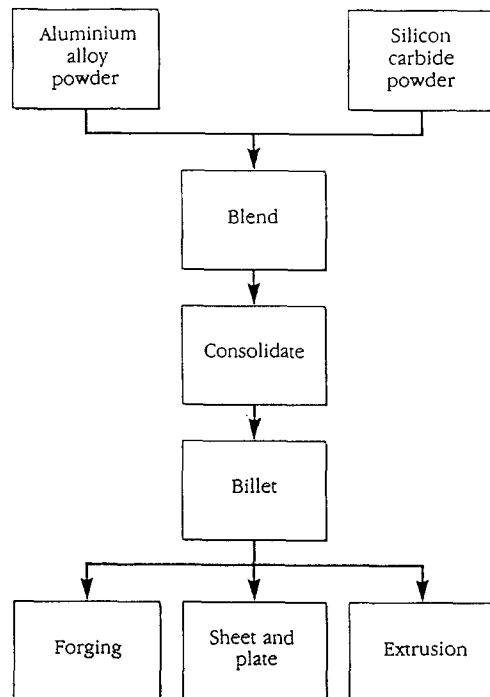 Aluminium
alloy
powder
Silicon
carbide
powder
Blend
Consolidate
Billet
Forging
Sheet and
plate
Extrusion